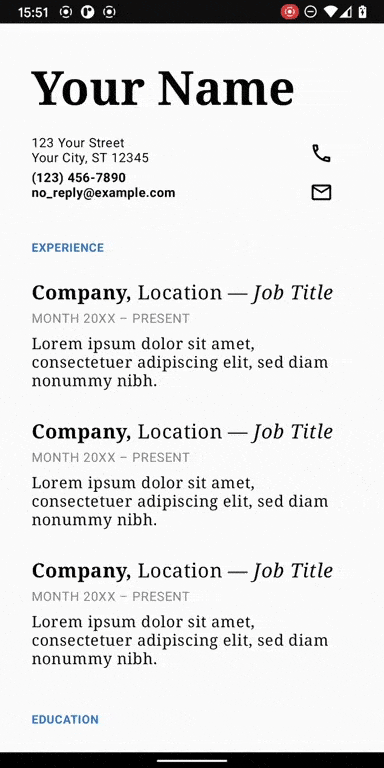 15:51
Your Name
123 Your Street
Your City, ST 12345
(123) 456-7890
no_reply@example.com
EXPERIENCE
Company, Location — Job Title
MONTH 20XX – PRESENT
Lorem ipsum dolor sit amet,
consectetuer adipiscing elit, sed diam
nonummy nibh.
Company, Location — Job Title
MONTH 20XX – PRESENT
Lorem ipsum dolor sit amet,
consectetuer adipiscing elit, sed diam
nonummy nibh.
Company, Location — Job Title
MONTH 20XX – PRESENT
Lorem ipsum dolor sit amet,
consectetuer adipiscing elit, sed diam
nonummy nibh.
EDUCATION